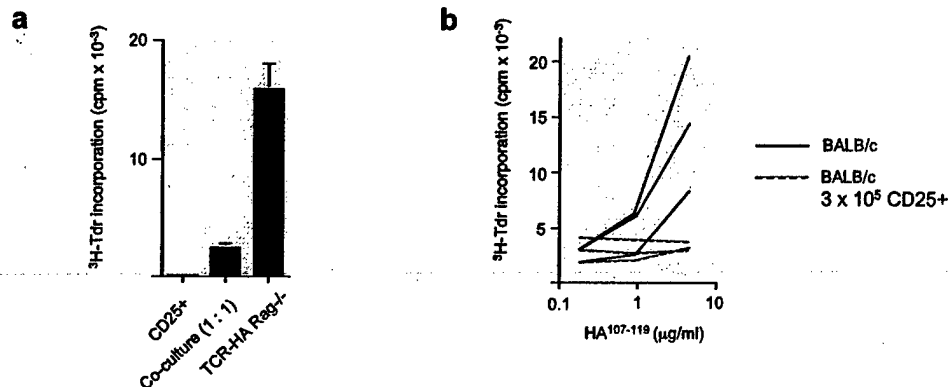 a
³H-Tdr incorporation (cpm x 10⁻³)
20
10
CD25+
Co-culture (1 : 1)
TCR-HA Rag-/-
b
³H-Tdr incorporation (cpm x 10⁻³)
20
15
10
5
0.1
1
10
HA¹⁰⁷⁻¹¹⁹ (μg/ml)
BALB/c
BALB/c
3 x 10⁵ CD25+